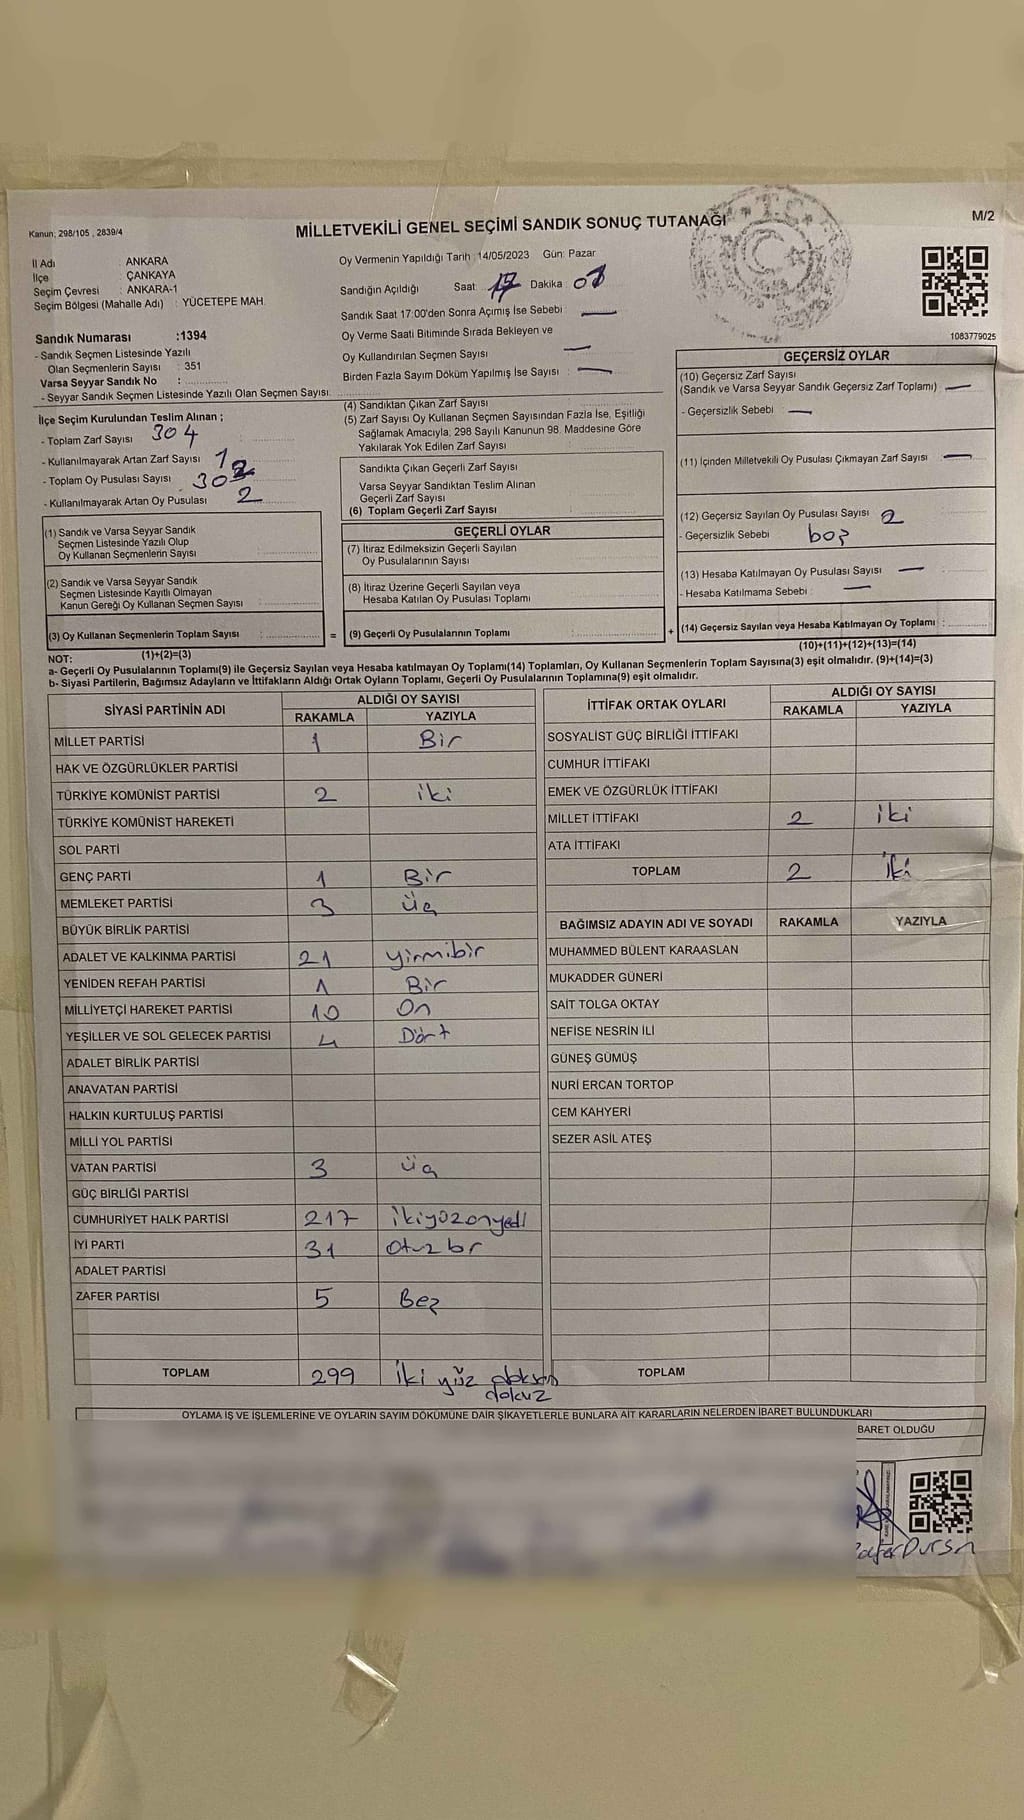 Kanun; 298/105 , 2839/4
MİLLETVEKİLİ GENEL SEÇİMİ SANDIK SONUÇ TUTANAĞI
T.C.
M/2
İl Adı : ANKARA
İlçe : ÇANKAYA
Seçim Çevresi : ANKARA-1
Seçim Bölgesi (Mahalle Adı) : YÜCETEPE MAH.
Oy Vermenin Yapıldığı Tarih :14/05/2023 Gün: Pazar
Sandığın Açıldığı Saat : 17 Dakika
Sandık Saat 17:00'den Sonra Açımış İse Sebebi : —
Oy Verme Saati Bitiminde Sırada Bekleyen ve
Oy Kullandırılan Seçmen Sayısı : —
Birden Fazla Sayım Döküm Yapılmış İse Sayısı : —
1083779025
Sandık Numarası :1394
- Sandık Seçmen Listesinde Yazılı
Olan Seçmenlerin Sayısı : 351
Varsa Seyyar Sandık No :
- Seyyar Sandık Seçmen Listesinde Yazılı Olan Seçmen Sayısı:
İlçe Seçim Kurulundan Teslim Alınan ;
- Toplam Zarf Sayısı 304
- Kullanılmayarak Artan Zarf Sayısı
- Toplam Oy Pusulası Sayısı
- Kullanılmayarak Artan Oy Pusulası 2
(1) Sandık ve Varsa Seyyar Sandık
Seçmen Listesinde Yazılı Olup
Oy Kullanan Seçmenlerin Sayısı
(2) Sandık ve Varsa Seyyar Sandık
Seçmen Listesinde Kayıtlı Olmayan
Kanun Gereği Oy Kullanan Seçmen Sayısı
(3) Oy Kullanan Seçmenlerin Toplam Sayısı :
(1)+(2)=(3)
(4) Sandıktan Çıkan Zarf Sayısı
(5) Zarf Sayısı Oy Kullanan Seçmen Sayısından Fazla İse, Eşitliği
Sağlamak Amacıyla, 298 Sayılı Kanunun 98. Maddesine Göre
Yakılarak Yok Edilen Zarf Sayısı
Sandıkta Çıkan Geçerli Zarf Sayısı
Varsa Seyyar Sandıktan Teslim Alınan
Geçerli Zarf Sayısı
(6) Toplam Geçerli Zarf Sayısı
GEÇERLİ OYLAR
(7) İtiraz Edilmeksizin Geçerli Sayılan
Oy Pusulalarının Sayısı
(8) İtiraz Üzerine Geçerli Sayılan veya
Hesaba Katılan Oy Pusulası Toplamı
= (9) Geçerli Oy Pusulalarının Toplamı
GEÇERSİZ OYLAR
(10) Geçersiz Zarf Sayısı
(Sandık ve Varsa Seyyar Sandık Geçersiz Zarf Toplamı) —
- Geçersizlik Sebebi : —
(11) İçinden Milletvekili Oy Pusulası Çıkmayan Zarf Sayısı —
(12) Geçersiz Sayılan Oy Pusulası Sayısı 2
- Geçersizlik Sebebi : boş
(13) Hesaba Katılmayan Oy Pusulası Sayısı —
- Hesaba Katılmama Sebebi : —
+ (14) Geçersiz Sayılan veya Hesaba Katılmayan Oy Toplamı :
(10)+(11)+(12)+(13)=(14)
NOT:
a- Geçerli Oy Pusulalarının Toplamı(9) ile Geçersiz Sayılan veya Hesaba katılmayan Oy Toplamı(14) Toplamları, Oy Kullanan Seçmenlerin Toplam Sayısına(3) eşit olmalıdır. (9)+(14)=(3)
b- Siyasi Partilerin, Bağımsız Adayların ve İttifakların Aldığı Ortak Oyların Toplamı, Geçerli Oy Pusulalarının Toplamına(9) eşit olmalıdır.
SİYASİ PARTİNİN ADI ALDIĞI OY SAYISI
RAKAMLA YAZIYLA
MİLLET PARTİSİ 1 Bir
HAK VE ÖZGÜRLÜKLER PARTİSİ
TÜRKİYE KOMÜNİST PARTİSİ 2 iki
TÜRKİYE KOMÜNİST HAREKETİ
SOL PARTİ
GENÇ PARTİ 1 Bir
MEMLEKET PARTİSİ 3 üç
BÜYÜK BİRLİK PARTİSİ
ADALET VE KALKINMA PARTİSİ 21 yirmibir
YENİDEN REFAH PARTİSİ 1 Bir
MİLLİYETÇİ HAREKET PARTİSİ 10 On
YEŞİLLER VE SOL GELECEK PARTİSİ 4 Dört
ADALET BİRLİK PARTİSİ
ANAVATAN PARTİSİ
HALKIN KURTULUŞ PARTİSİ
MİLLİ YOL PARTİSİ
VATAN PARTİSİ 3 üç
GÜÇ BİRLİĞİ PARTİSİ
CUMHURİYET HALK PARTİSİ 217 ikiyüzonyedi
İYİ PARTİ 31 otuz br
ADALET PARTİSİ
ZAFER PARTİSİ 5 Beş
TOPLAM 299 iki yüz doksan
dokuz
İTTİFAK ORTAK OYLARI ALDIĞI OY SAYISI
RAKAMLA YAZIYLA
SOSYALİST GÜÇ BİRLİĞİ İTTİFAKI
CUMHUR İTTİFAKI
EMEK VE ÖZGÜRLÜK İTTİFAKI
MİLLET İTTİFAKI 2 iki
ATA İTTİFAKI
TOPLAM 2 iki
BAĞIMSIZ ADAYIN ADI VE SOYADI RAKAMLA YAZIYLA
MUHAMMED BÜLENT KARAASLAN
MUKADDER GÜNERİ
SAİT TOLGA OKTAY
NEFİSE NESRİN İLİ
GÜNEŞ GÜMÜŞ
NURİ ERCAN TORTOP
CEM KAHYERİ
SEZER ASİL ATEŞ
TOPLAM
OYLAMA İŞ VE İŞLEMLERİNE VE OYLARIN SAYIM DÖKÜMÜNE DAİR ŞİKAYETLERLE BUNLARA AİT KARARLARIN NELERDEN İBARET BULUNDUKLARI
BARET OLDUĞU